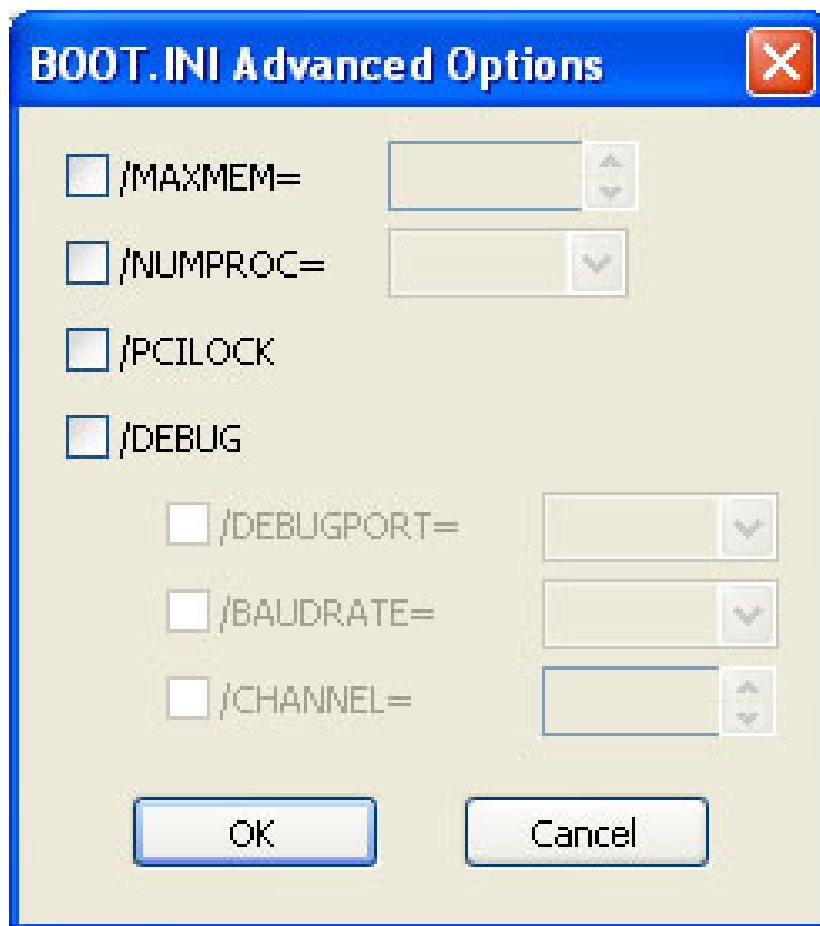 BOOT.INI Advanced Options
/MAXMEM=
/NUMPROC=
/PCILOCK
/DEBUG
/DEBUGPORT=
/BAUDRATE=
/CHANNEL=
OK Cancel